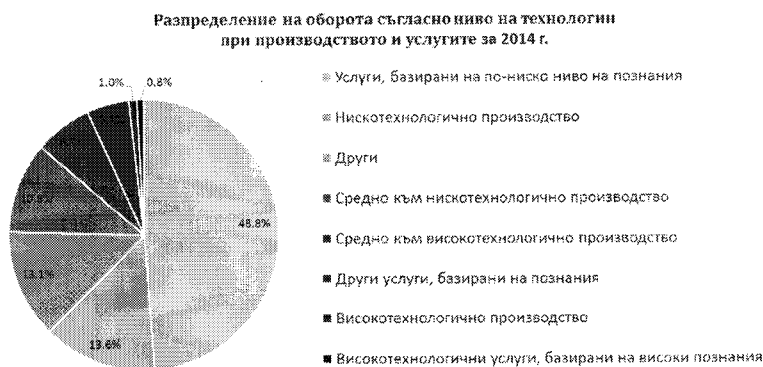 Разпределение на оборота съгласно ниво на технологии
при производството и услугите за 2014 г.
1.0%
0.8%
48.8%
13.1%
13.6%
Услуги, базирани на по-ниско ниво на познания
Нискотехнологично производство
Други
Средно към нискотехнологично производство
Средно към високотехнологично производство
Други услуги, базирани на познания
Високотехнологично производство
Високотехнологични услуги, базирани на високи познания